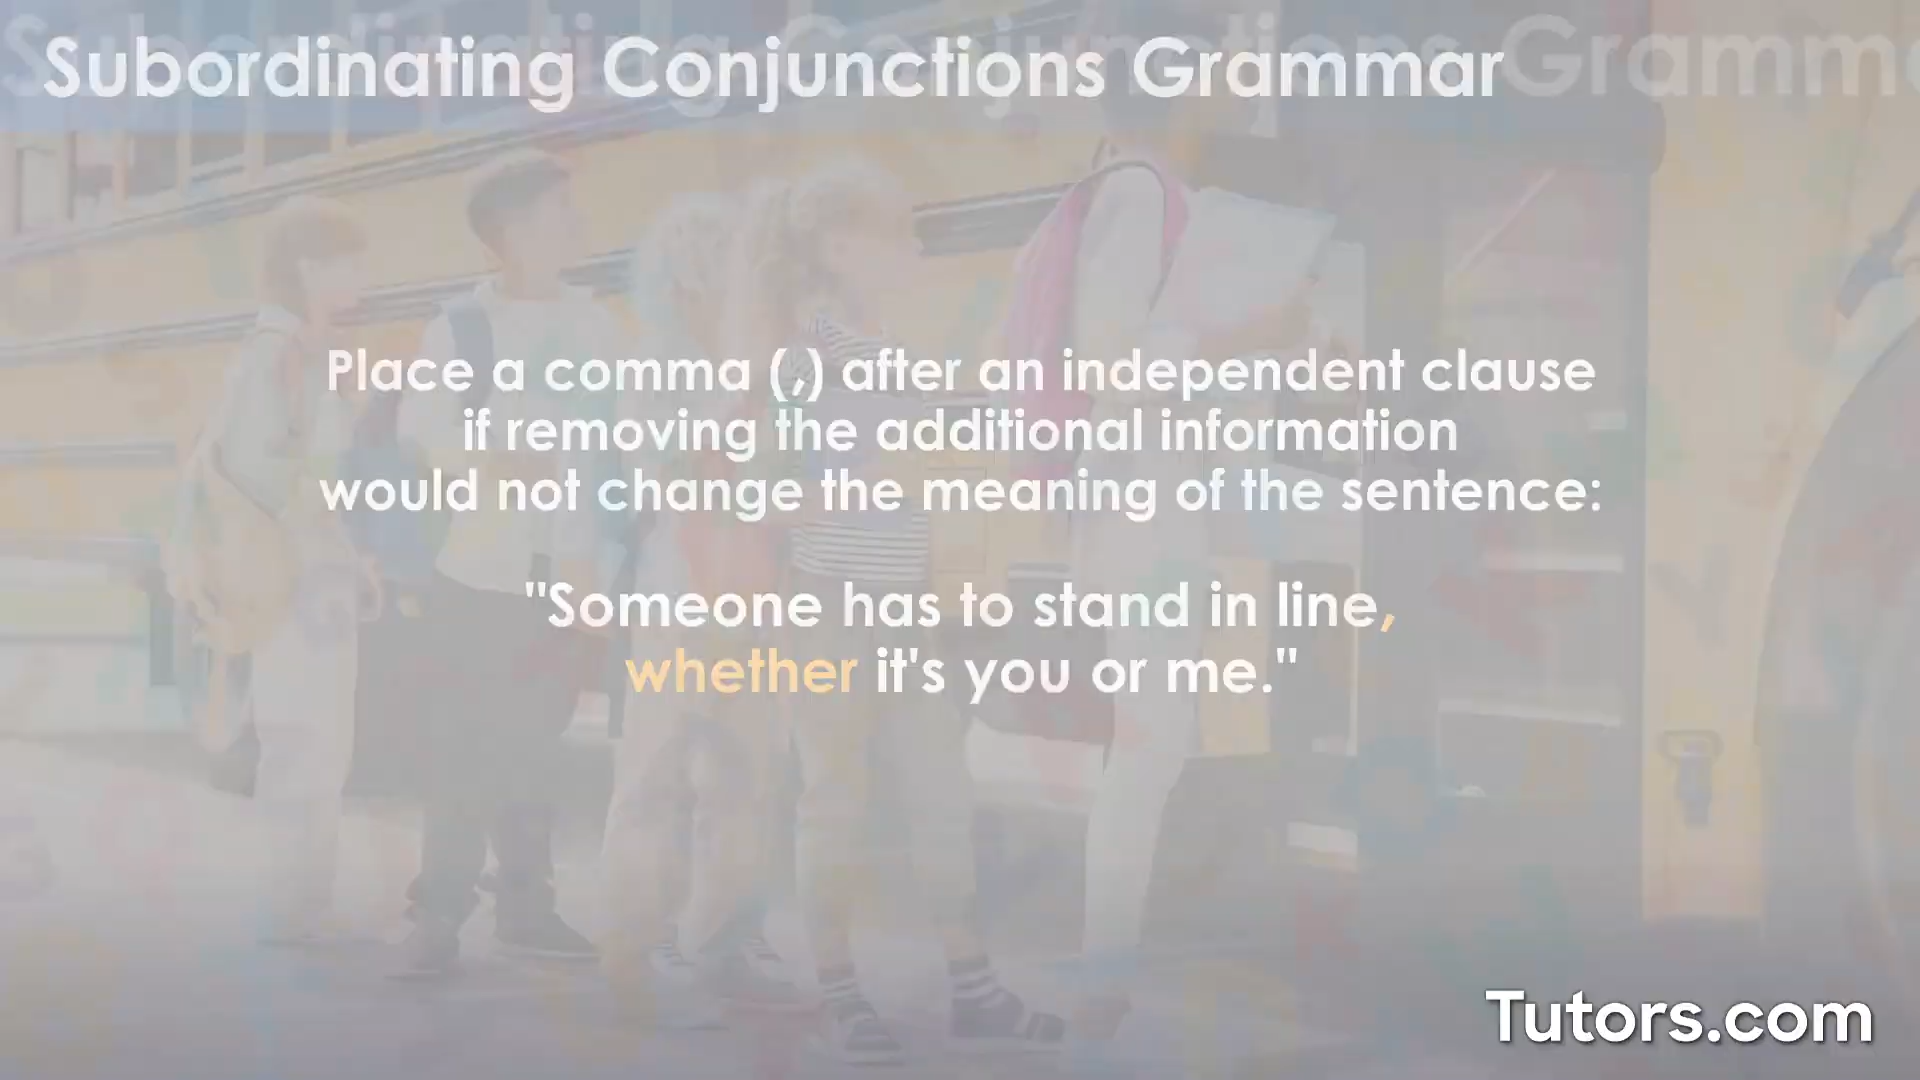 Subordinating Conjunctions Grammar
Place a comma (,) after an independent clause
if removing the additional information
would not change the meaning of the sentence:
"Someone has to stand in line,
whether it's you or me."
Tutors.com